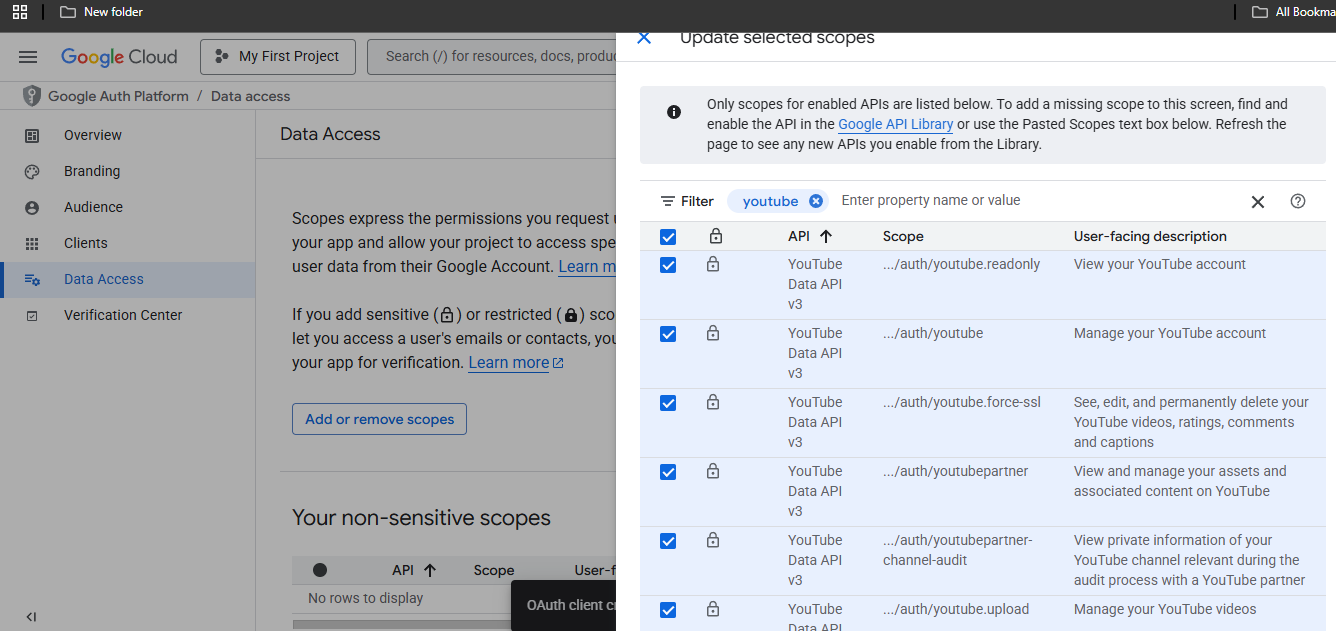 New folder
All Bookma
Google Cloud
My First Project
Search (/) for resources, docs, produ
Google Auth Platform / Data access
Overview
Branding
Audience
Clients
Data Access
Verification Center
Data Access
Scopes express the permissions you request u
your app and allow your project to access spe
user data from their Google Account. Learn m
If you add sensitive ( ) or restricted ( ) sco
let you access a user's emails or contacts, you
your app for verification. Learn more
Add or remove scopes
Your non-sensitive scopes
API Scope User-f
No rows to display
OAuth client cr
Update selected scopes
Only scopes for enabled APIs are listed below. To add a missing scope to this screen, find and
enable the API in the Google API Library or use the Pasted Scopes text box below. Refresh the
page to see any new APIs you enable from the Library.
Filter youtube Enter property name or value
API Scope User-facing description
YouTube .../auth/youtube.readonly View your YouTube account
Data API
v3
YouTube .../auth/youtube Manage your YouTube account
Data API
v3
YouTube .../auth/youtube.force-ssl See, edit, and permanently delete your
Data API YouTube videos, ratings, comments
v3 and captions
YouTube .../auth/youtubepartner View and manage your assets and
Data API associated content on YouTube
v3
YouTube .../auth/youtubepartner- View private information of your
Data API channel-audit YouTube channel relevant during the
v3 audit process with a YouTube partner
YouTube .../auth/youtube.upload Manage your YouTube videos
Data API